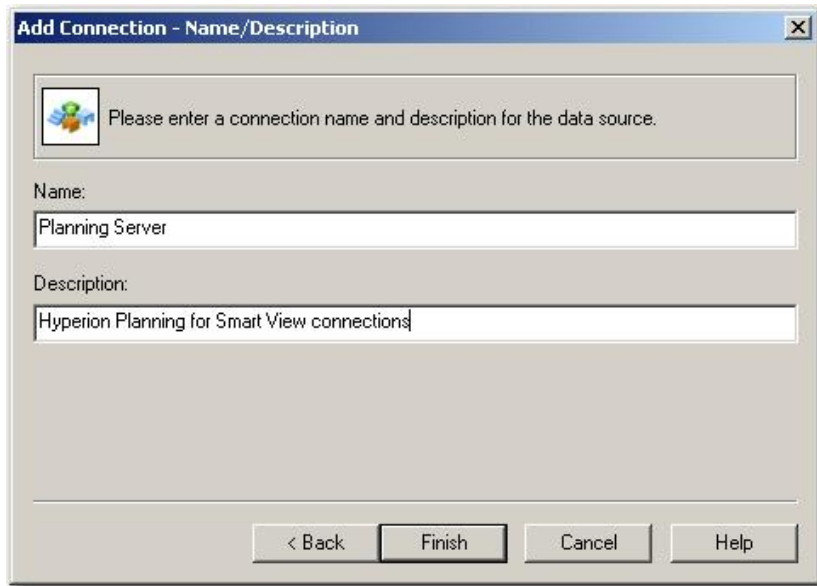 Add Connection - Name/Description
Please enter a connection name and description for the data source.
Name:
Planning Server
Description:
Hyperion Planning for Smart View connections
< Back Finish Cancel Help